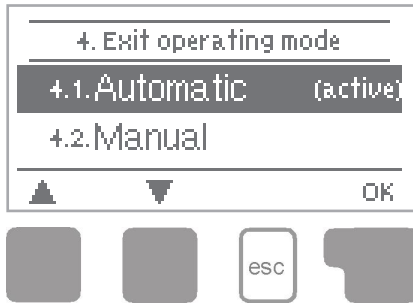 4. Exit operating mode
4.1. Automatic (active)
4.2. Manual
OK
esc